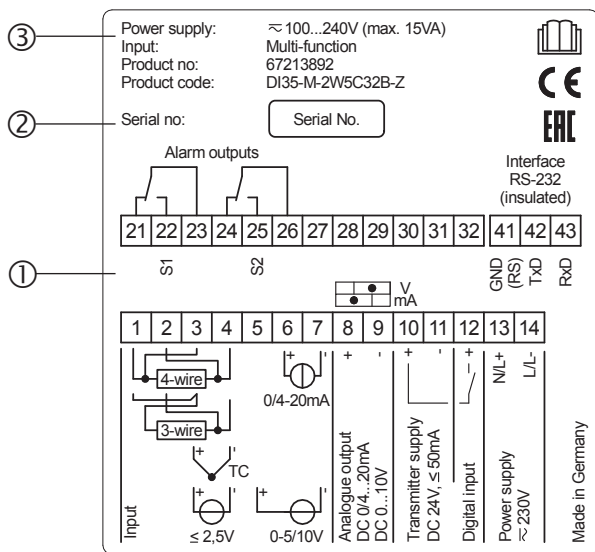 ③ Power supply: ≂ 100...240V (max. 15VA)
Input: Multi-function
Product no: 67213892
Product code: DI35-M-2W5C32B-Z
CE
② Serial no: Serial No.
EAC
Alarm outputs
Interface
RS-232
(insulated)
21 22 23 24 25 26 27 28 29 30 31 32 41 42 43
S1 S2
GND
(RS)
TxD
RxD
①
V
mA
1 2 3 4 5 6 7 8 9 10 11 12 13 14
+ - + - + - - +
N/L+
L/L-
4-wire
0/4-20mA
3-wire
+ -
TC
+ - + -
≤ 2,5V 0-5/10V
Input
Analogue output
DC 0/4...20mA
DC 0...10V
Transmitter supply
DC 24V, ≤ 50mA
Digital input
Power supply
≂ 230V
Made in Germany